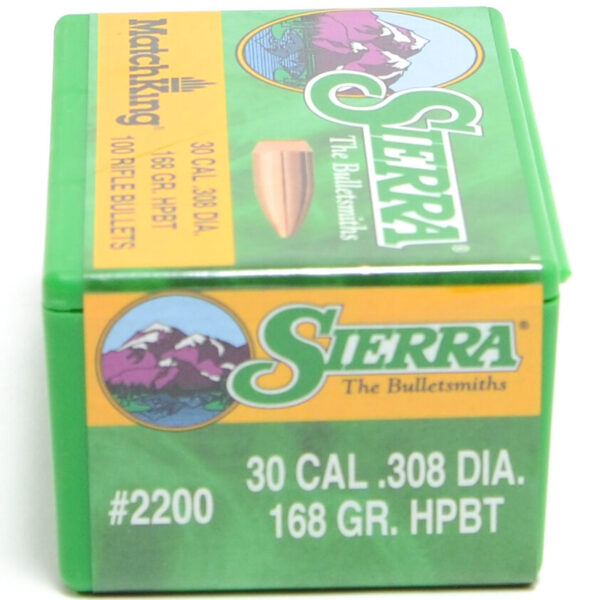 MatchKing®
30 CAL .308 DIA.
168 GR. HPBT
100 RIFLE BULLETS
SIERRA®
The Bulletsmiths
SIERRA®
The Bulletsmiths
#2200
30 CAL .308 DIA.
168 GR. HPBT